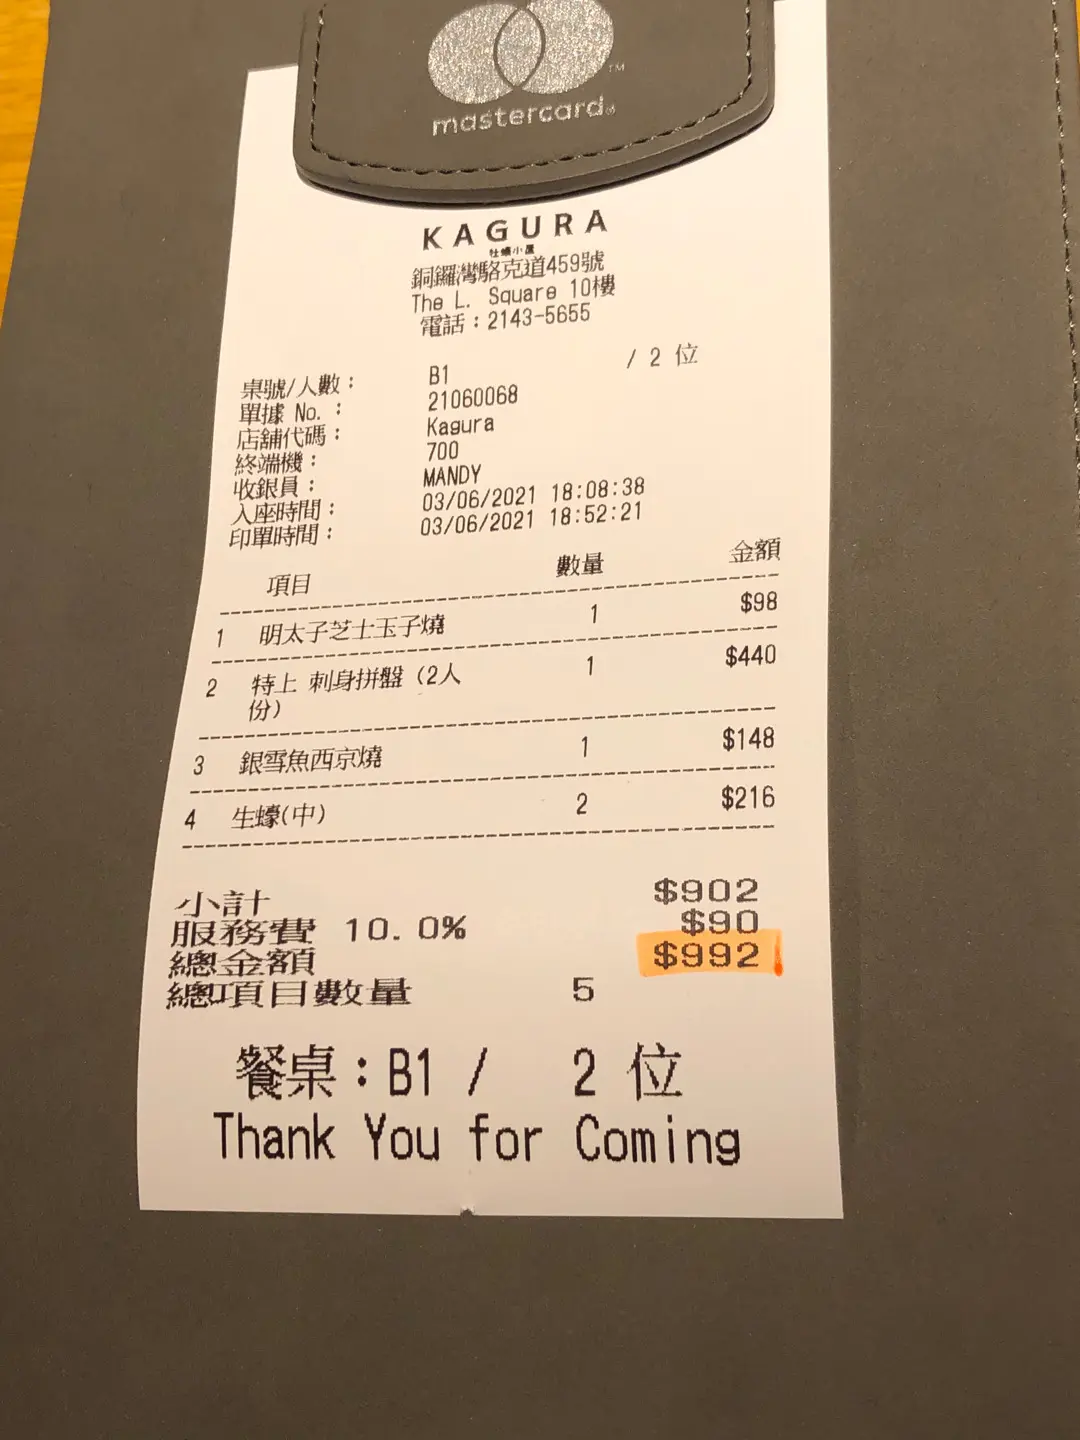 mastercard®
KAGURA
牡蠣小屋
銅鑼灣駱克道459號
The L. Square 10樓
電話：2143-5655
桌號/人數： B1 / 2 位
單據 No.： 21060068
店舖代碼： Kagura
終端機： 700
收銀員： MANDY
入座時間： 03/06/2021 18:08:38
印單時間： 03/06/2021 18:52:21
項目 數量 金額
1 明太子芝士玉子燒 1 $98
2 特上 刺身拼盤（2人 1 $440
份）
3 銀雪魚西京燒 1 $148
4 生蠔(中) 2 $216
小計 $902
服務費 10.0% $90
總金額 $992
總項目數量 5
餐桌：B1 / 2 位
Thank You for Coming